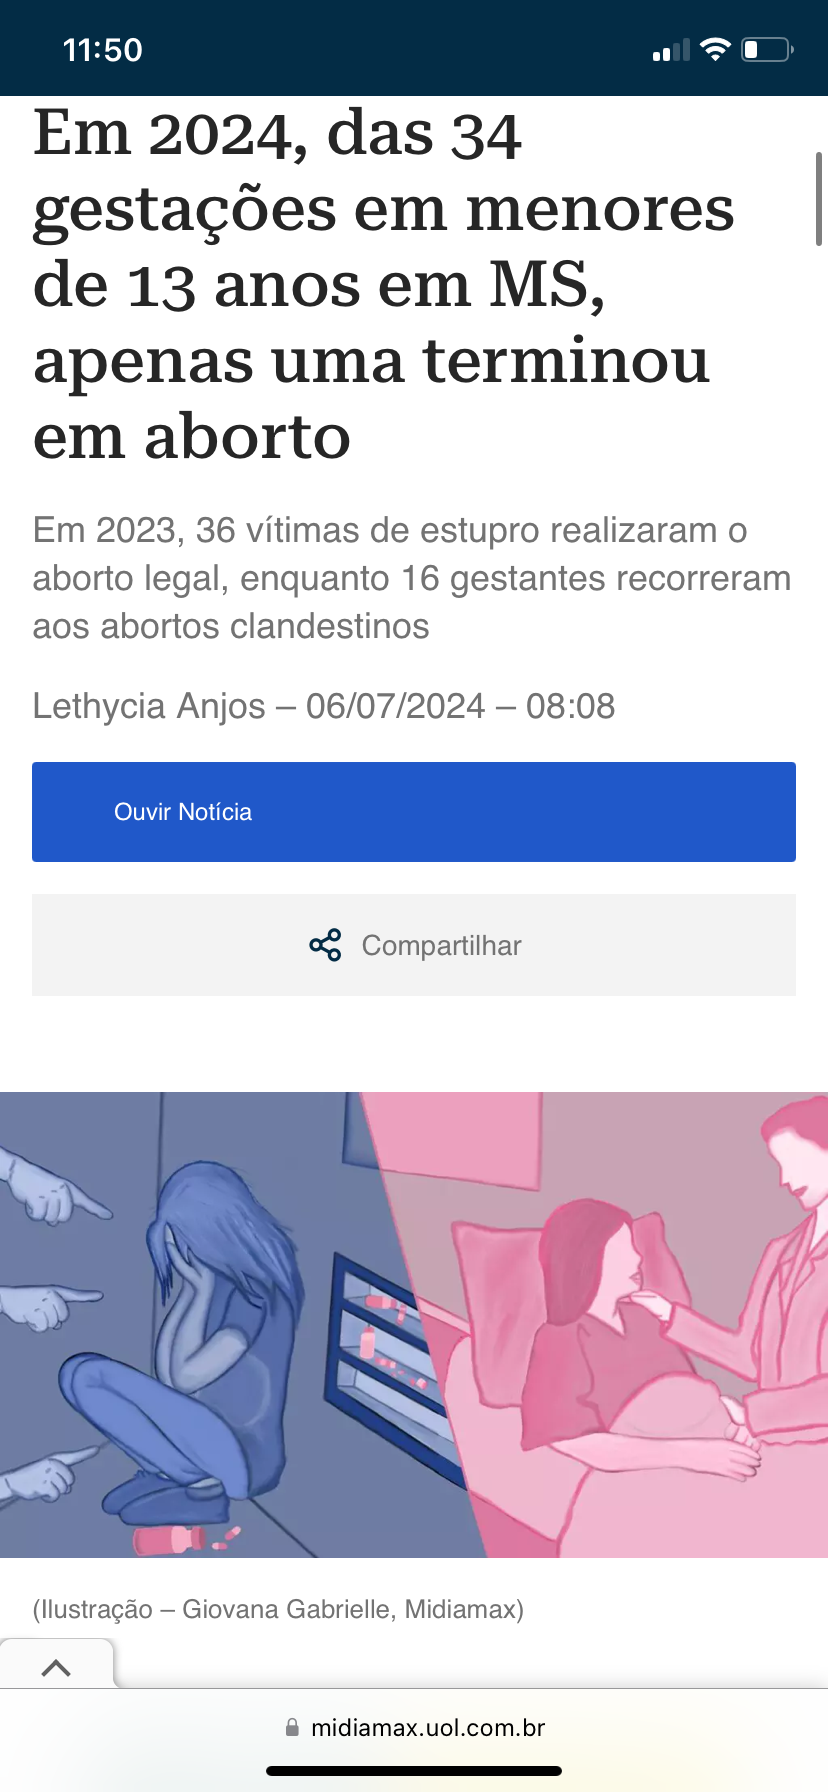 11:50
Em 2024, das 34
gestações em menores
de 13 anos em MS,
apenas uma terminou
em aborto
Em 2023, 36 vítimas de estupro realizaram o
aborto legal, enquanto 16 gestantes recorreram
aos abortos clandestinos
Lethycia Anjos – 06/07/2024 – 08:08
Ouvir Notícia
Compartilhar
(Ilustração – Giovana Gabrielle, Midiamax)
midiamax.uol.com.br